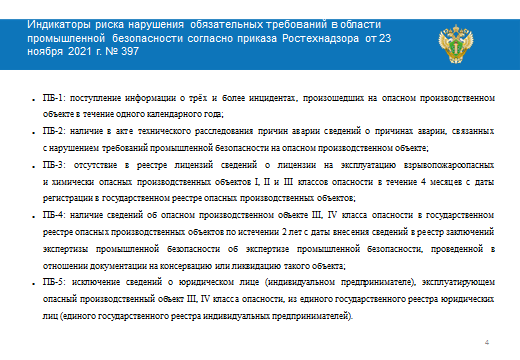 Индикаторы риска нарушения обязательных требований в области
промышленной безопасности согласно приказа Ростехнадзора от 23
ноября 2021 г. № 397
• ПБ-1: поступление информации о трёх и более инцидентах, произошедших на опасном производственном
объекте в течение одного календарного года;
• ПБ-2: наличие в акте технического расследования причин аварии сведений о причинах аварии, связанных
с нарушением требований промышленной безопасности на опасном производственном объекте;
• ПБ-3: отсутствие в реестре лицензий сведений о лицензии на эксплуатацию взрывопожароопасных
и химически опасных производственных объектов I, II и III классов опасности в течение 4 месяцев с даты
регистрации в государственном реестре опасных производственных объектов;
• ПБ-4: наличие сведений об опасном производственном объекте III, IV класса опасности в государственном
реестре опасных производственных объектов по истечении 2 лет с даты внесения сведений в реестр заключений
экспертизы промышленной безопасности об экспертизе промышленной безопасности, проведенной в
отношении документации на консервацию или ликвидацию такого объекта;
• ПБ-5: исключение сведений о юридическом лице (индивидуальном предпринимателе), эксплуатирующем
опасный производственный объект III, IV класса опасности, из единого государственного реестра юридических
лиц (единого государственного реестра индивидуальных предпринимателей).
4